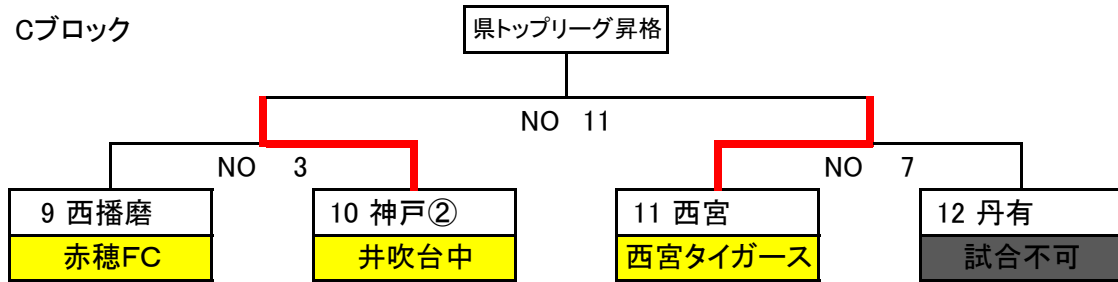 Cブロック
県トップリーグ昇格
NO 11
NO 3
NO 7
9 西播磨
10 神戸②
11 西宮
12 丹有
赤穂FC
井吹台中
西宮タイガース
試合不可